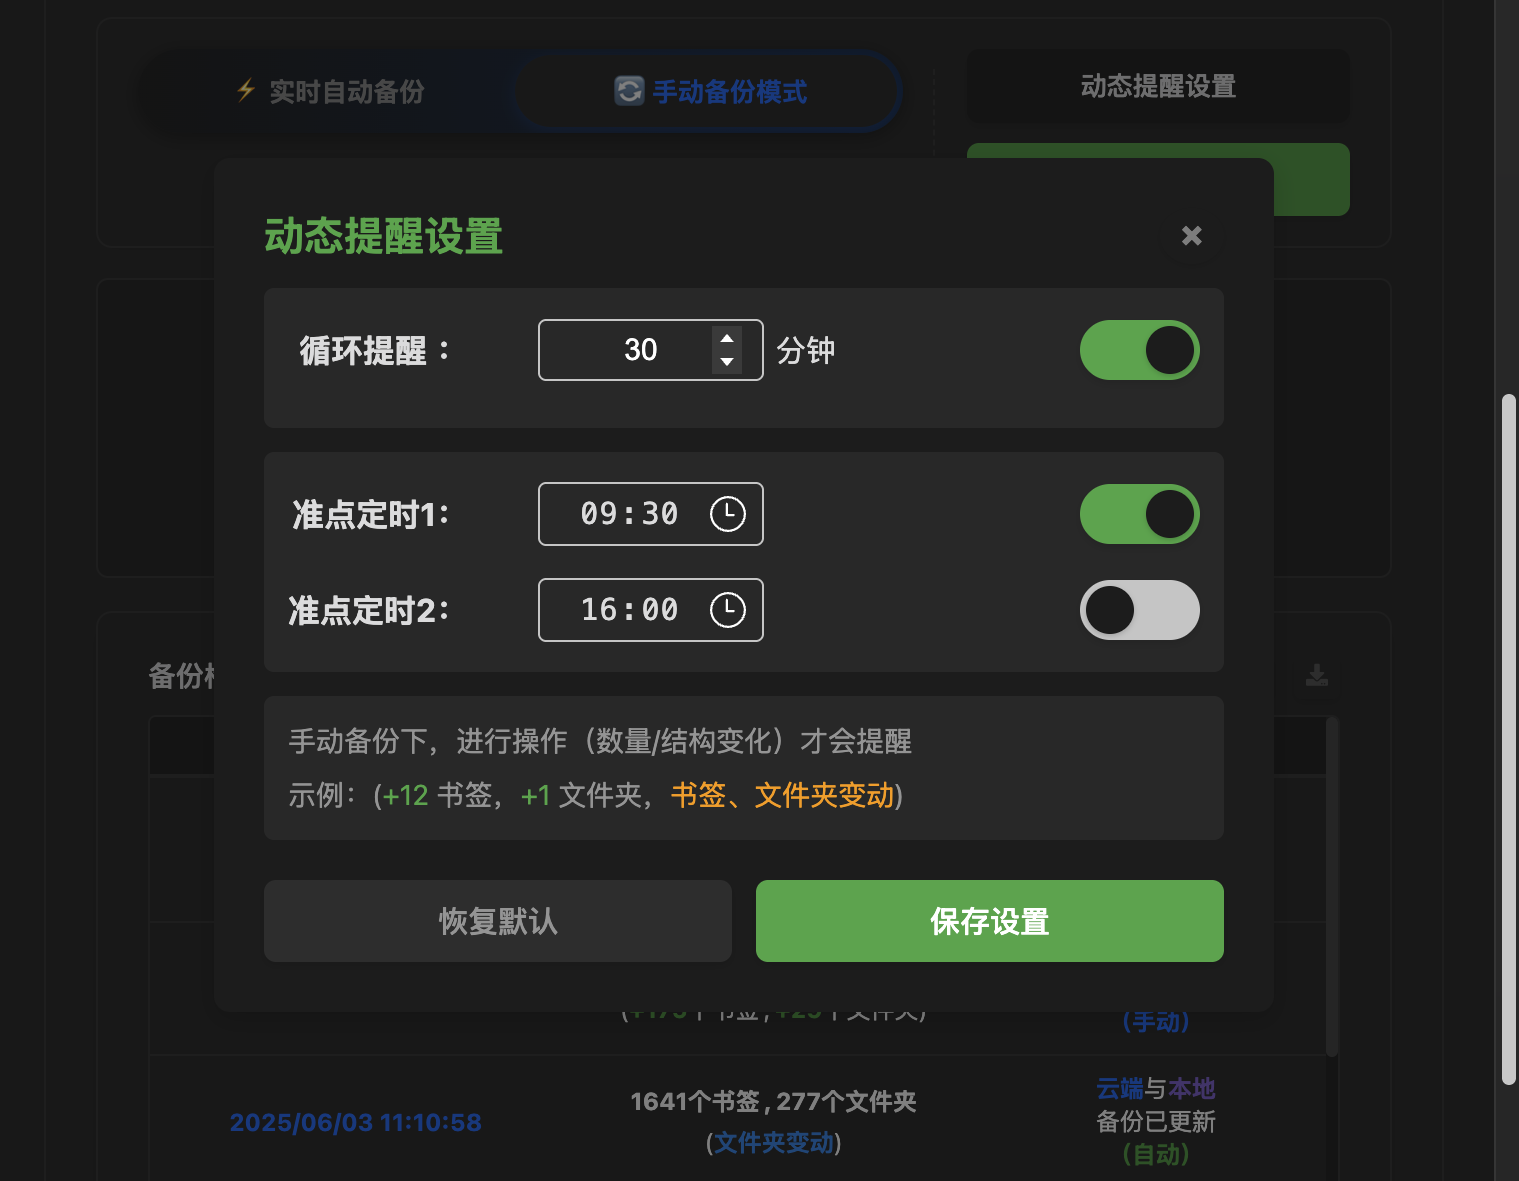 实时自动备份
手动备份模式
动态提醒设置
动态提醒设置
循环提醒：
30
分钟
准点定时1:
09:30
准点定时2:
16:00
手动备份下，进行操作（数量/结构变化）才会提醒
示例：(+12 书签，+1 文件夹，书签、文件夹变动)
恢复默认
保存设置
备份
(手动)
2025/06/03 11:10:58
1641个书签 , 277个文件夹
(文件夹变动)
云端与本地
备份已更新
(自动)